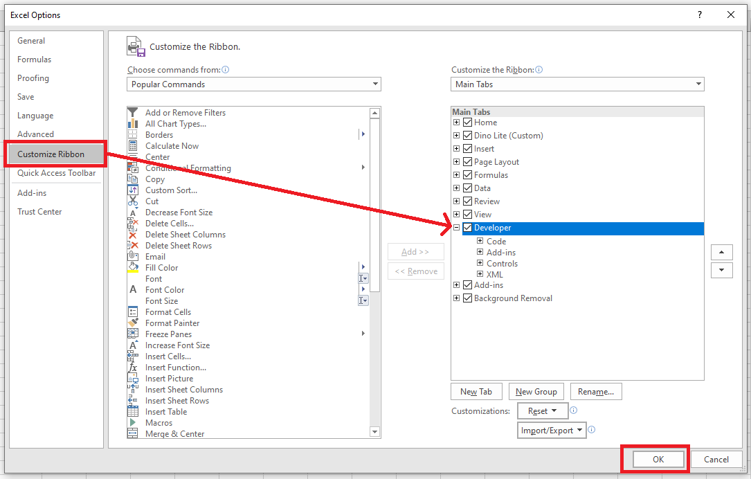 Excel Options
?
General
Formulas
Proofing
Save
Language
Advanced
Customize Ribbon
Quick Access Toolbar
Add-ins
Trust Center
Customize the Ribbon.
Choose commands from:
Popular Commands
Add or Remove Filters
All Chart Types...
Borders
Calculate Now
Center
Conditional Formatting
Copy
Custom Sort...
Cut
Decrease Font Size
Delete Cells...
Delete Sheet Columns
Delete Sheet Rows
Email
Fill Color
Font
Font Color
Font Size
Format Cells
Format Painter
Freeze Panes
Increase Font Size
Insert Cells...
Insert Function...
Insert Picture
Insert Sheet Columns
Insert Sheet Rows
Insert Table
Macros
Merge & Center
Add >>
<< Remove
Customize the Ribbon:
Main Tabs
Main Tabs
Home
Dino Lite (Custom)
Insert
Page Layout
Formulas
Data
Review
View
Developer
Code
Add-ins
Controls
XML
Add-ins
Background Removal
New Tab
New Group
Rename...
Customizations:
Reset
Import/Export
OK
Cancel